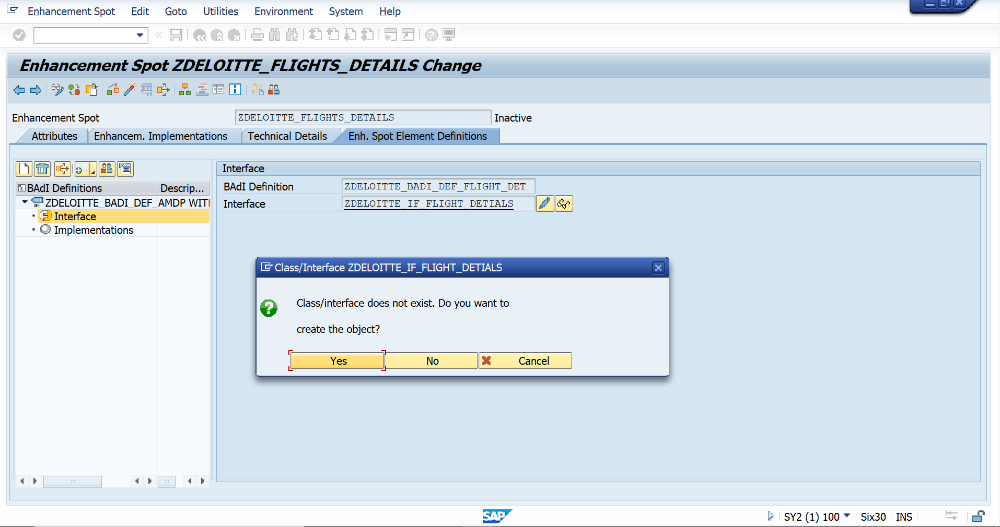 Enhancement Spot Edit Goto Utilities Environment System Help
Enhancement Spot ZDELOITTE_FLIGHTS_DETAILS Change
Enhancement Spot ZDELOITTE_FLIGHTS_DETAILS Inactive
Attributes Enhancem. Implementations Technical Details Enh. Spot Element Definitions
Interface
BAdI Definitions Descrip...
BAdI Definition ZDELOITTE_BADI_DEF_FLIGHT_DET
ZDELOITTE_BADI_DEF_ AMDP WITH
Interface ZDELOITTE_IF_FLIGHT_DETIALS
Interface
Implementations
Class/Interface ZDELOITTE_IF_FLIGHT_DETIALS
Class/interface does not exist. Do you want to
create the object?
Yes No Cancel
SAP SY2 (1) 100 Six30 INS